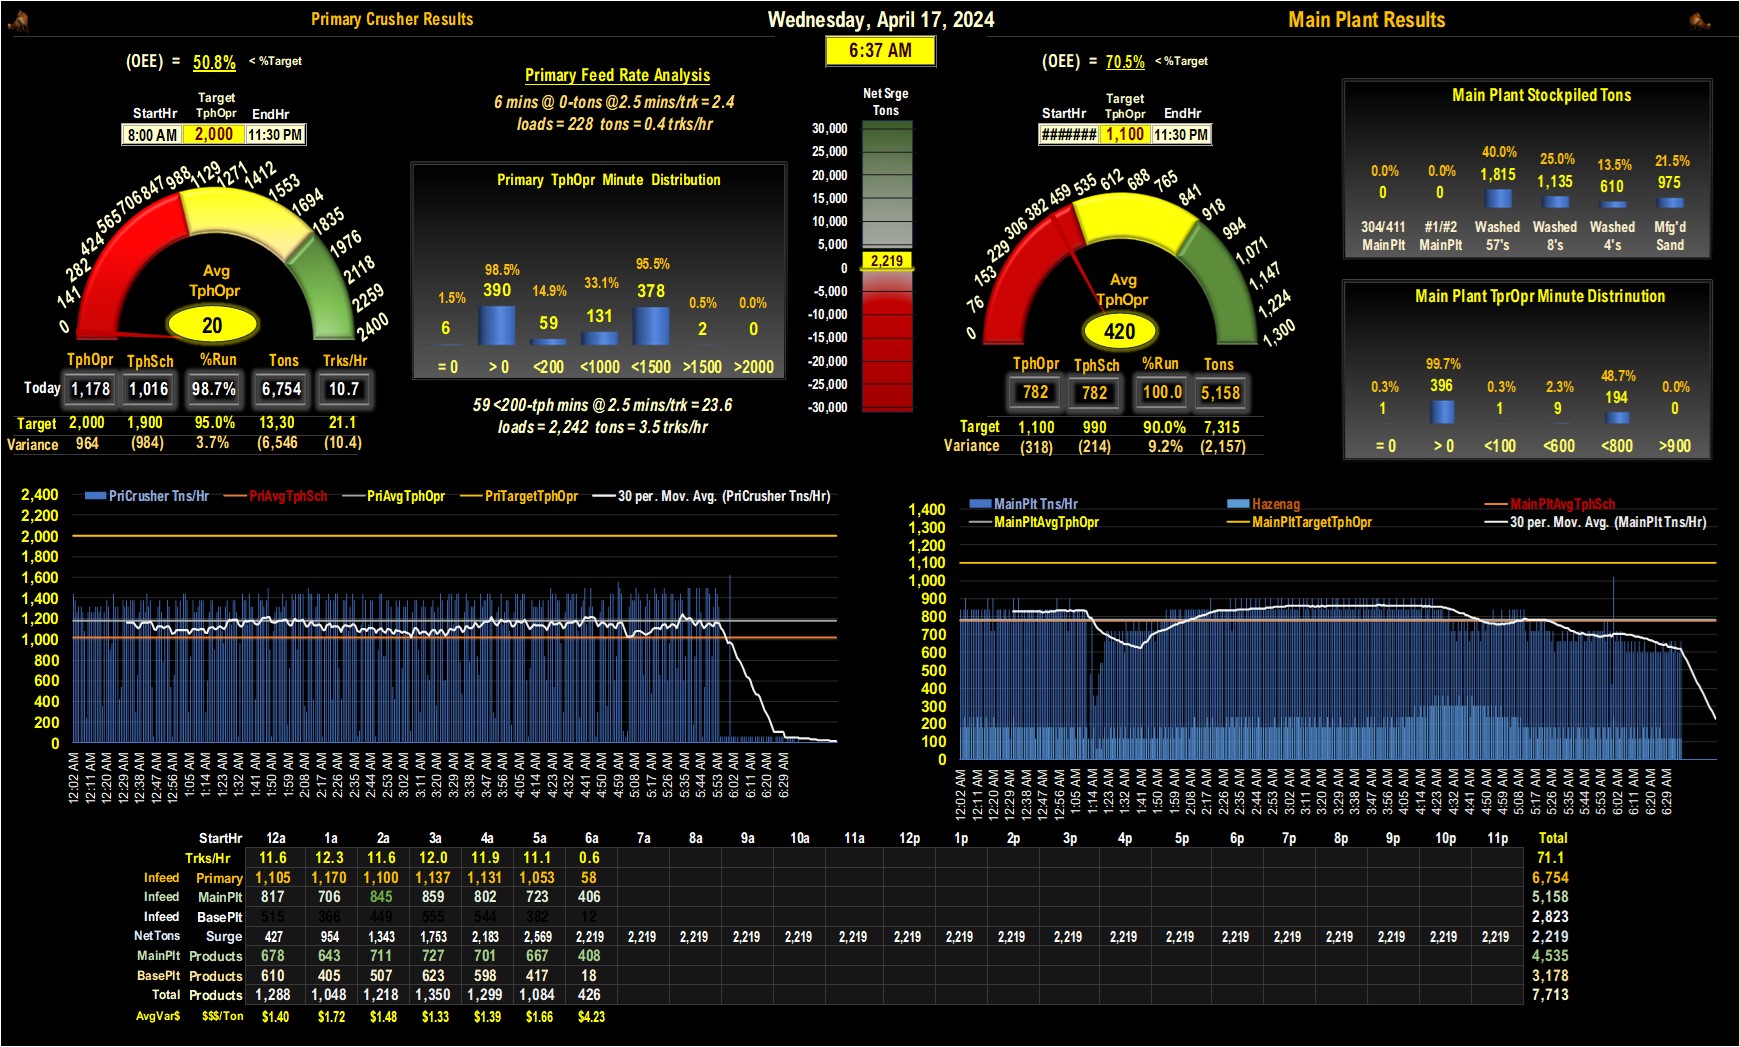 Primary Crusher Results
Wednesday, April 17, 2024
Main Plant Results
6:37 AM
(OEE) = 50.8% < %Target
StartHr Target TphOpr EndHr
8:00 AM 2,000 11:30 PM
Primary Feed Rate Analysis
6 mins @ 0-tons @2.5 mins/trk = 2.4
loads = 228 tons = 0.4 trks/hr
Net Srge
Tons
30,000
25,000
20,000
15,000
10,000
5,000
2,219
0
-5,000
-10,000
-15,000
-20,000
-25,000
-30,000
(OEE) = 70.5% < %Target
StartHr Target TphOpr EndHr
####### 1,100 11:30 PM
0 141 282 424 565 706 847 988 1129 1271 1412 1553 1694 1835 1976 2118 2259 2400
Avg
TphOpr
20
TphOpr TphSch %Run Tons Trks/Hr
Today 1,178 1,016 98.7% 6,754 10.7
Target 2,000 1,900 95.0% 13,30 21.1
Variance 964 (984) 3.7% (6,546 (10.4)
Primary TphOpr Minute Distribution
1.5% 98.5% 14.9% 33.1% 95.5% 0.5% 0.0%
6 390 59 131 378 2 0
= 0 > 0 <200 <1000 <1500 >1500 >2000
59 <200-tph mins @ 2.5 mins/trk = 23.6
loads = 2,242 tons = 3.5 trks/hr
0 76 153 229 306 382 459 535 612 688 765 841 918 994 1,071 1,147 1,224 1,300
Avg
TphOpr
420
TphOpr TphSch %Run Tons
782 782 100.0 5,158
Target 1,100 990 90.0% 7,315
Variance (318) (214) 9.2% (2,157)
Main Plant Stockpiled Tons
0.0% 0.0% 40.0% 25.0% 13.5% 21.5%
0 0 1,815 1,135 610 975
304/411 #1/#2 Washed Washed Washed Mfg'd
MainPlt MainPlt 57's 8's 4's Sand
Main Plant TprOpr Minute Distrinution
0.3% 99.7% 0.3% 2.3% 48.7% 0.0%
1 396 1 9 194 0
= 0 > 0 <100 <600 <800 >900
PriCrusher Tns/Hr PriAvgTphSch PriAvgTphOpr PriTargetTphOpr 30 per. Mov. Avg. (PriCrusher Tns/Hr)
2,400
2,200
2,000
1,800
1,600
1,400
1,200
1,000
800
600
400
200
0
12:02 AM 12:11 AM 12:20 AM 12:29 AM 12:38 AM 12:47 AM 12:56 AM 1:05 AM 1:14 AM 1:23 AM 1:32 AM 1:41 AM 1:50 AM 1:59 AM 2:08 AM 2:17 AM 2:26 AM 2:35 AM 2:44 AM 2:53 AM 3:02 AM 3:11 AM 3:20 AM 3:29 AM 3:38 AM 3:47 AM 3:56 AM 4:05 AM 4:14 AM 4:23 AM 4:32 AM 4:41 AM 4:50 AM 4:59 AM 5:08 AM 5:17 AM 5:26 AM 5:35 AM 5:44 AM 5:53 AM 6:02 AM 6:11 AM 6:20 AM 6:29 AM
MainPlt Tns/Hr Hazenag MainPltAvgTphSch
MainPltAvgTphOpr MainPltTargetTphOpr 30 per. Mov. Avg. (MainPlt Tns/Hr)
1,400
1,300
1,200
1,100
1,000
900
800
700
600
500
400
300
200
100
0
12:02 AM 12:11 AM 12:20 AM 12:29 AM 12:38 AM 12:47 AM 12:56 AM 1:05 AM 1:14 AM 1:23 AM 1:32 AM 1:41 AM 1:50 AM 1:59 AM 2:08 AM 2:17 AM 2:26 AM 2:35 AM 2:44 AM 2:53 AM 3:02 AM 3:11 AM 3:20 AM 3:29 AM 3:38 AM 3:47 AM 3:56 AM 4:05 AM 4:14 AM 4:23 AM 4:32 AM 4:41 AM 4:50 AM 4:59 AM 5:08 AM 5:17 AM 5:26 AM 5:35 AM 5:44 AM 5:53 AM 6:02 AM 6:11 AM 6:20 AM 6:29 AM
StartHr 12a 1a 2a 3a 4a 5a 6a 7a 8a 9a 10a 11a 12p 1p 2p 3p 4p 5p 6p 7p 8p 9p 10p 11p Total
Trks/Hr 11.6 12.3 11.6 12.0 11.9 11.1 0.6 71.1
Infeed Primary 1,105 1,170 1,100 1,137 1,131 1,053 58 6,754
Infeed MainPlt 817 706 845 859 802 723 406 5,158
Infeed BasePlt 515 366 449 555 544 382 12 2,823
NetTons Surge 427 954 1,343 1,753 2,183 2,569 2,219 2,219 2,219 2,219 2,219 2,219 2,219 2,219 2,219 2,219 2,219 2,219 2,219 2,219 2,219 2,219 2,219 2,219 2,219
MainPlt Products 678 643 711 727 701 667 408 4,535
BasePlt Products 610 405 507 623 598 417 18 3,178
Total Products 1,288 1,048 1,218 1,350 1,299 1,084 426 7,713
AvgVar$ $$$/Ton $1.40 $1.72 $1.48 $1.33 $1.39 $1.66 $4.23